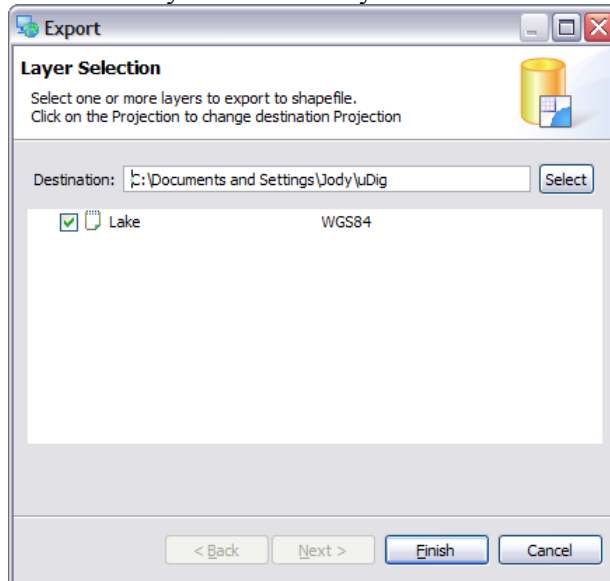 Export
Layer Selection
Select one or more layers to export to shapefile.
Click on the Projection to change destination Projection
Destination: C:\Documents and Settings\Jody\uDig Select
Lake WGS84
< Back Next > Finish Cancel